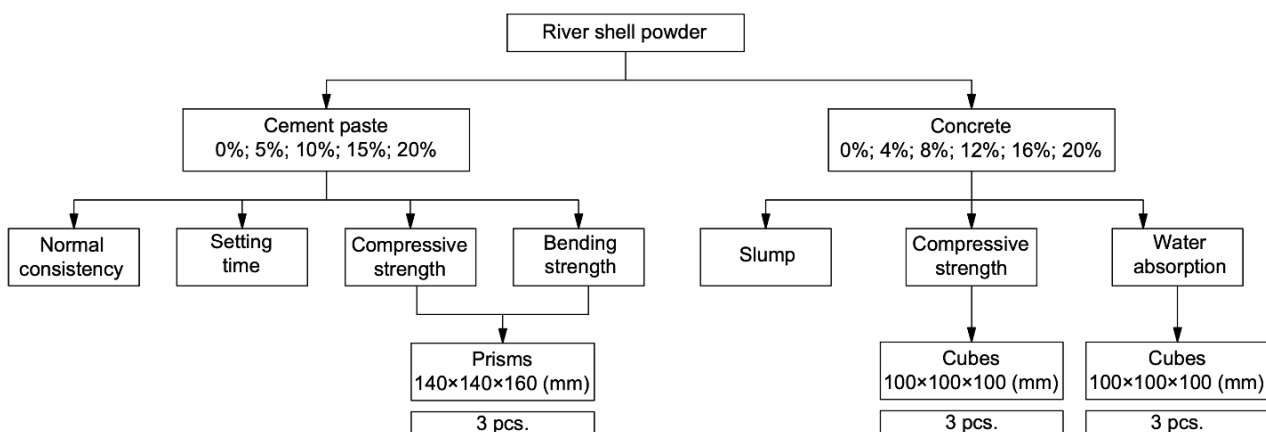 River shell powder
Cement paste
0%; 5%; 10%; 15%; 20%
Concrete
0%; 4%; 8%; 12%; 16%; 20%
Normal
consistency
Setting
time
Compressive
strength
Bending
strength
Slump
Compressive
strength
Water
absorption
Prisms
140×140×160 (mm)
Cubes
100×100×100 (mm)
Cubes
100×100×100 (mm)
3 pcs.
3 pcs.
3 pcs.